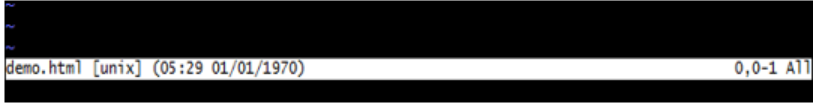 ~
~
~
demo.html [unix] (05:29 01/01/1970) 0,0-1 All